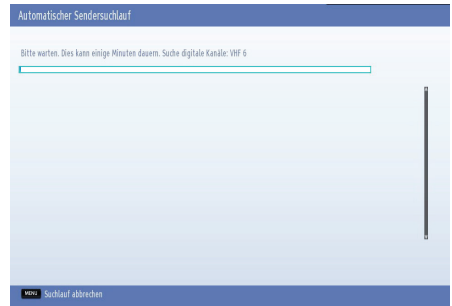 Automatischer Sendersuchlauf
Bitte warten. Dies kann einige Minuten dauern. Suche digitale Kanäle: VHF 6
MENU Suchlauf abbrechen